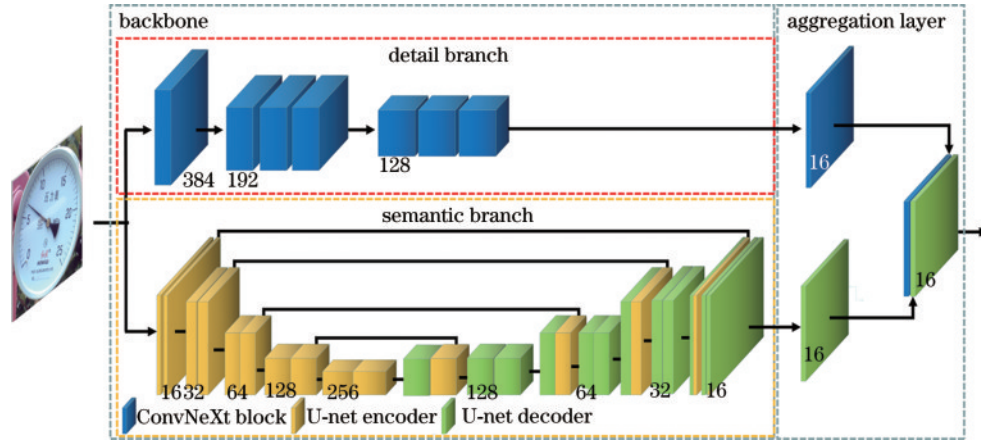 backbone
aggregation layer
detail branch
384
192
128
16
semantic branch
16
32
64
128
256
128
64
32
16
16
16
ConvNeXt block
U-net encoder
U-net decoder